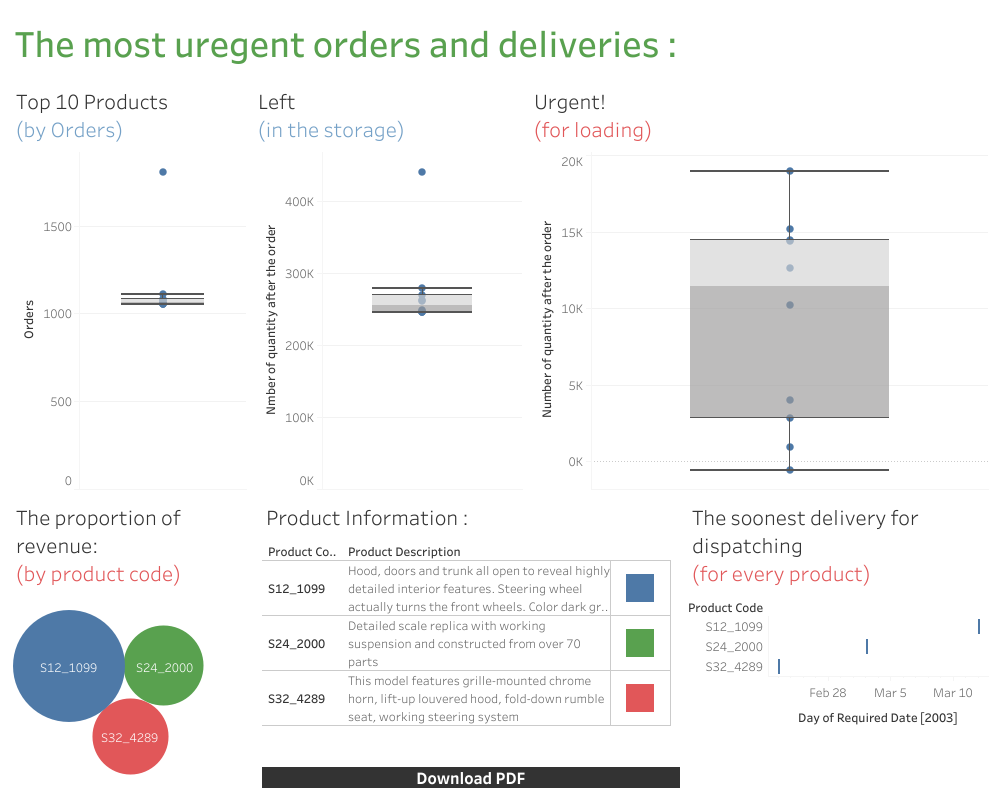 The most uregent orders and deliveries :
Top 10 Products
(by Orders)
Left
(in the storage)
Urgent!
(for loading)
Orders
1500
1000
500
0
Nmber of quantity after the order
400K
300K
200K
100K
0K
Number of quantity after the order
20K
15K
10K
5K
0K
The proportion of
revenue:
(by product code)
S12_1099
S24_2000
S32_4289
Product Information :
Product Co.. Product Description
S12_1099
Hood, doors and trunk all open to reveal highly
detailed interior features. Steering wheel
actually turns the front wheels. Color dark gr..
S24_2000
Detailed scale replica with working
suspension and constructed from over 70
parts
S32_4289
This model features grille-mounted chrome
horn, lift-up louvered hood, fold-down rumble
seat, working steering system
The soonest delivery for
dispatching
(for every product)
Product Code
S12_1099
S24_2000
S32_4289
Feb 28 Mar 5 Mar 10
Day of Required Date [2003]
Download PDF